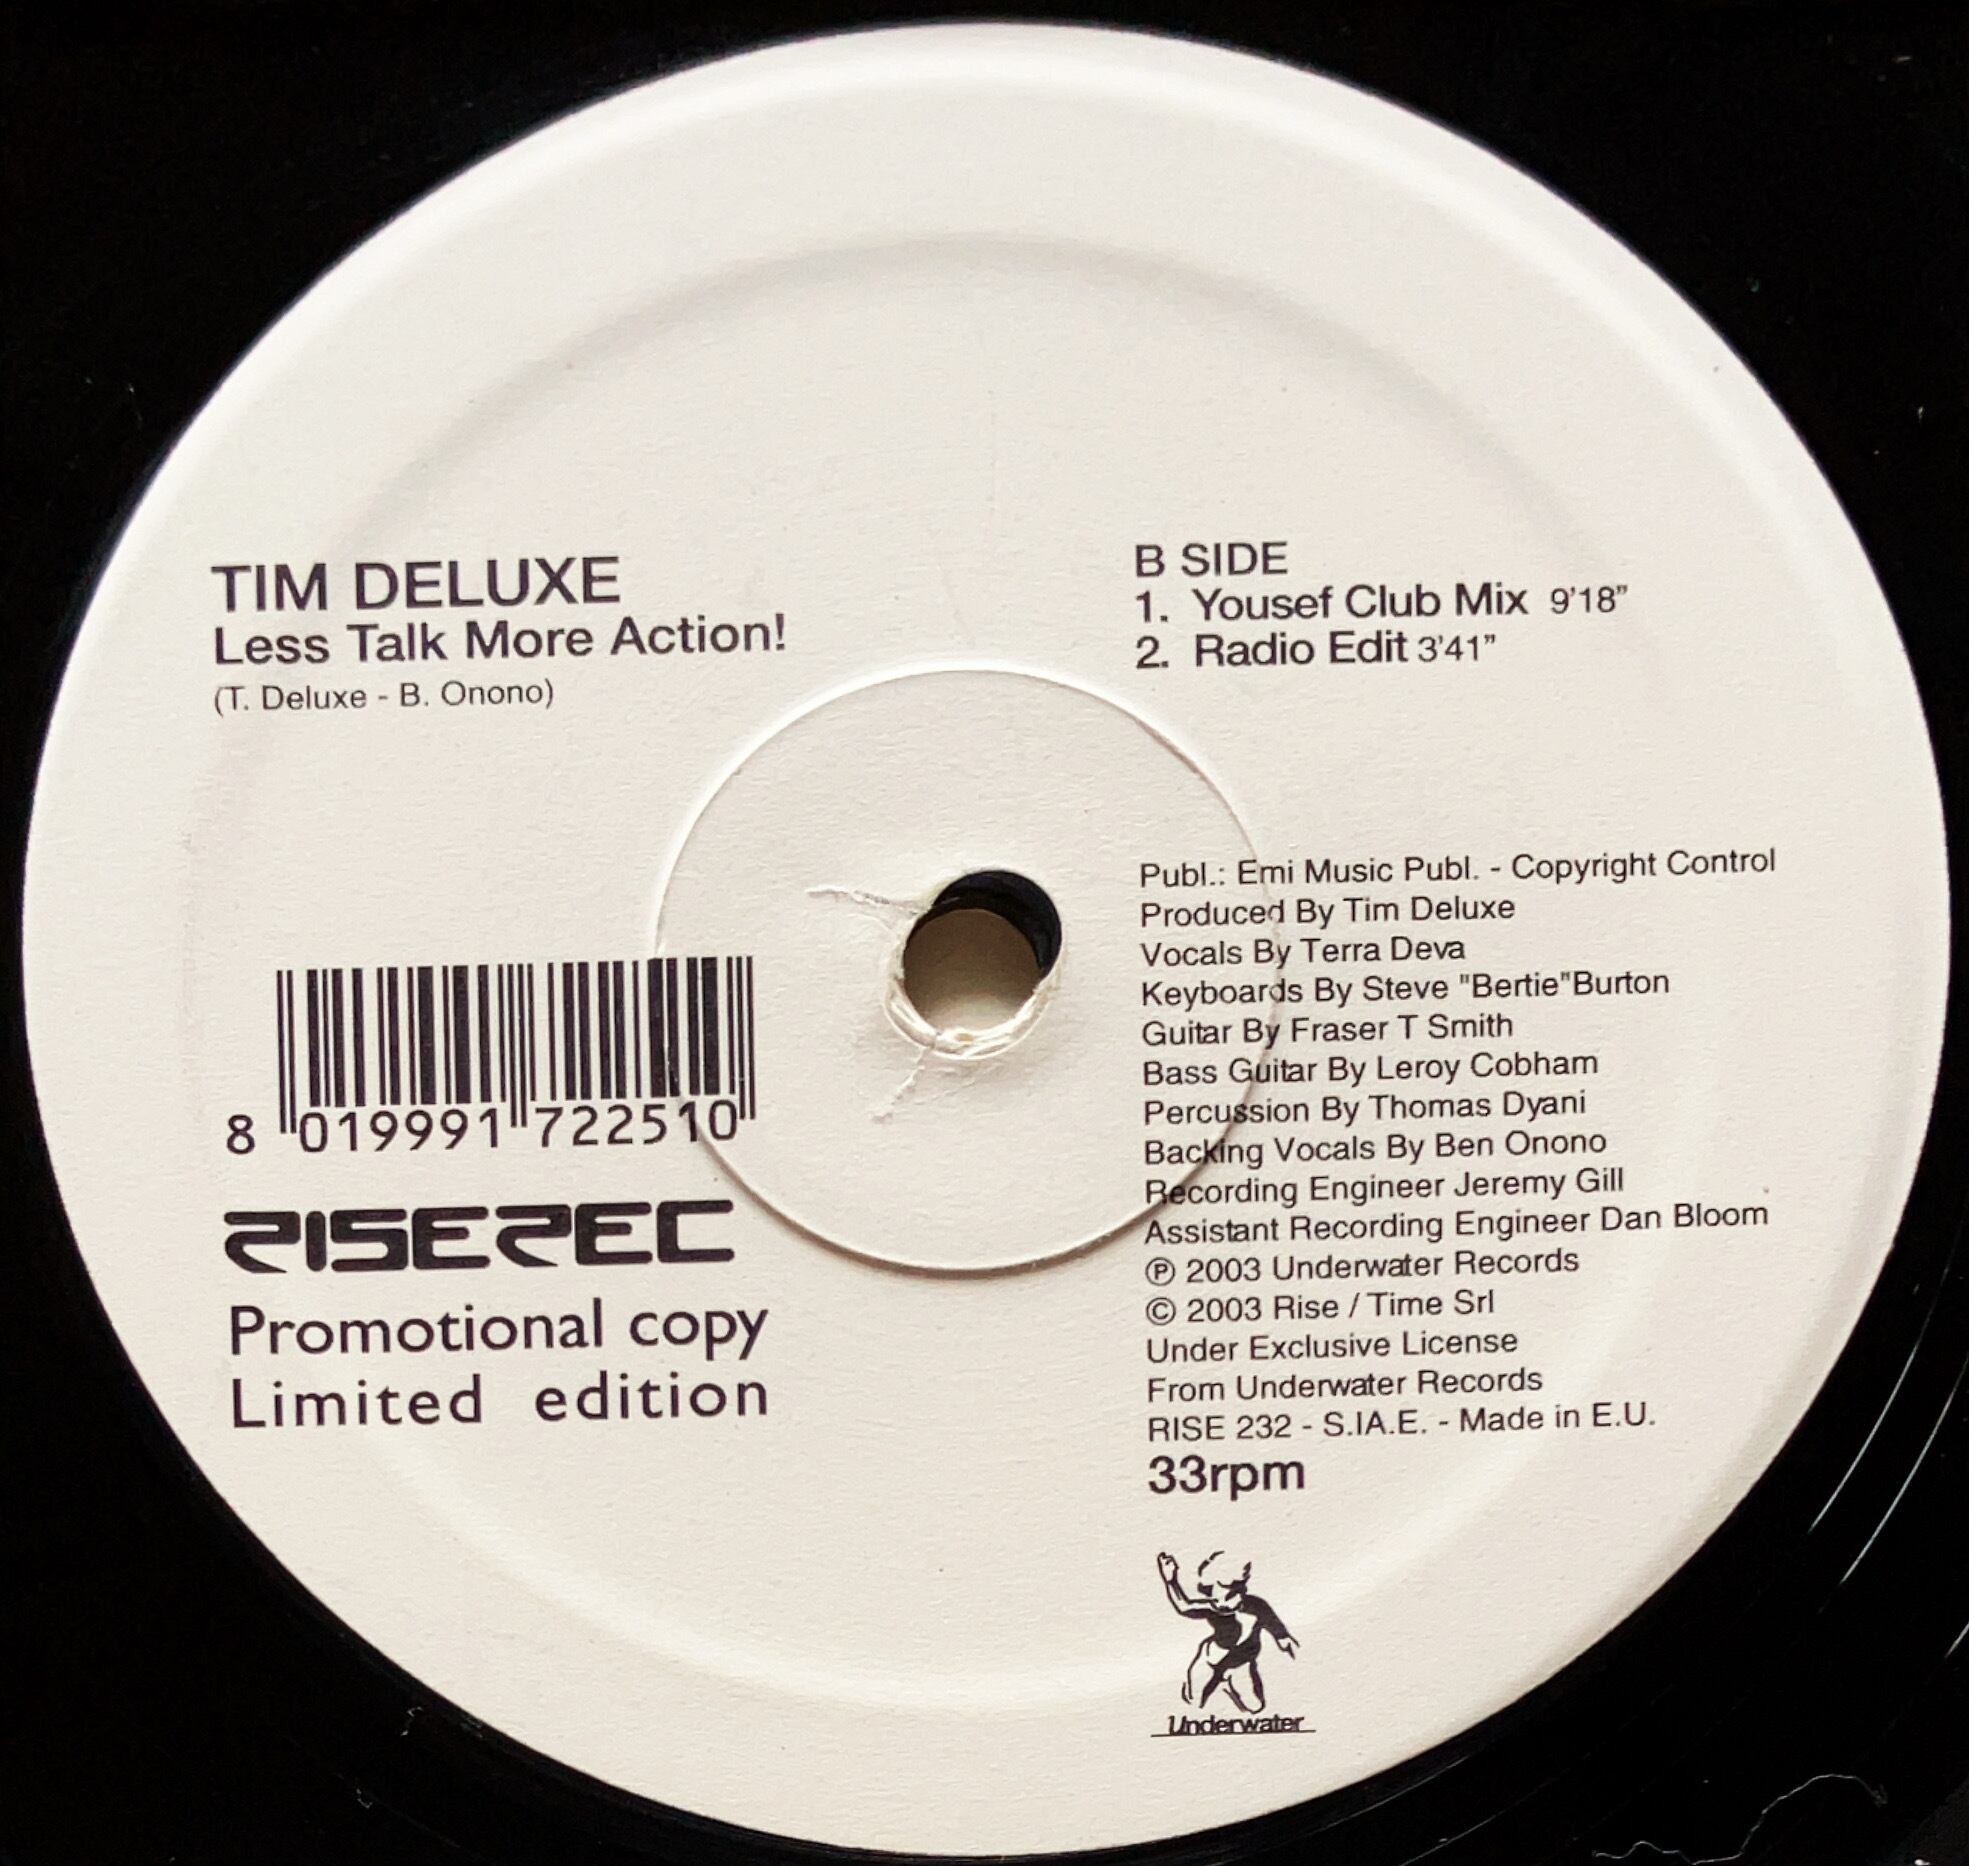 TIM DELUXE
Less Talk More Action!
(T. Deluxe - B. Onono)
B SIDE
1. Yousef Club Mix 9'18"
2. Radio Edit 3'41"
8 019991 722510
RISEREC
Promotional copy
Limited edition
Publ.: Emi Music Publ. - Copyright Control
Produced By Tim Deluxe
Vocals By Terra Deva
Keyboards By Steve "Bertie"Burton
Guitar By Fraser T Smith
Bass Guitar By Leroy Cobham
Percussion By Thomas Dyani
Backing Vocals By Ben Onono
Recording Engineer Jeremy Gill
Assistant Recording Engineer Dan Bloom
℗ 2003 Underwater Records
© 2003 Rise / Time Srl
Under Exclusive License
From Underwater Records
RISE 232 - S.IA.E. - Made in E.U.
33rpm
Underwater